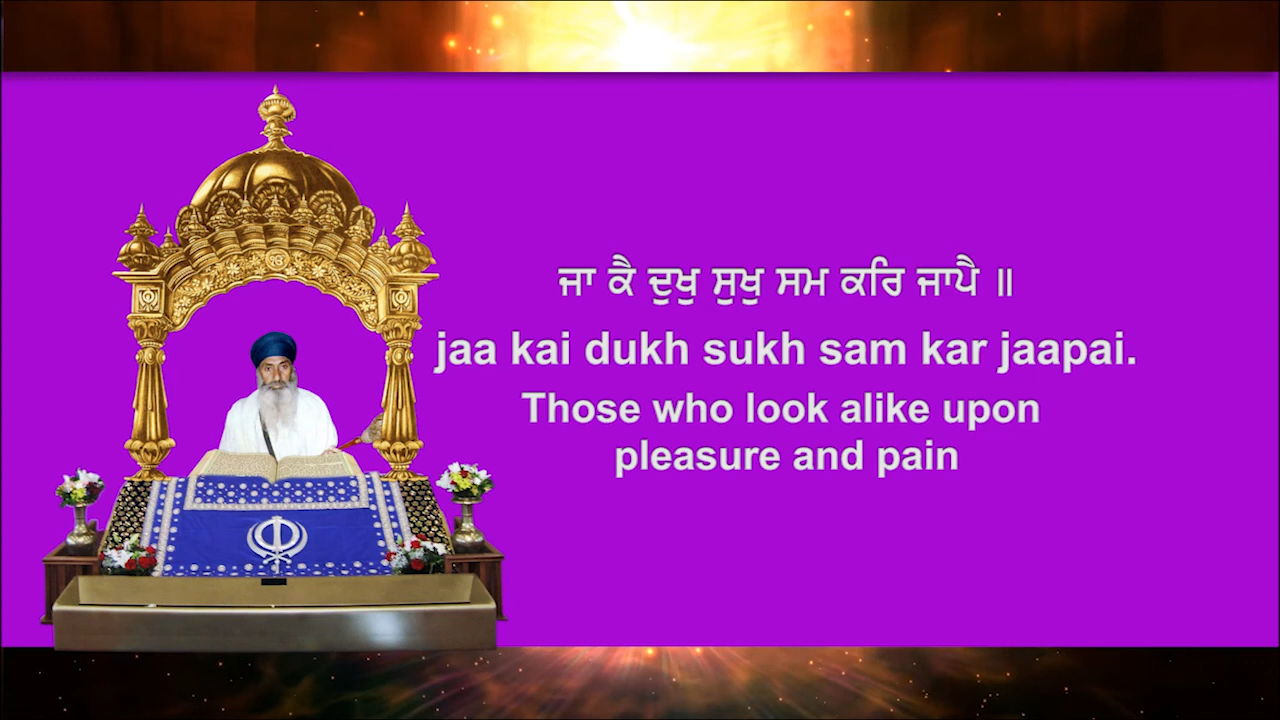 ਜਾ ਕੈ ਦੁਖੁ ਸੁਖੁ ਸਮ ਕਰਿ ਜਾਪੈ ॥
jaa kai dukh sukh sam kar jaapai.
Those who look alike upon
pleasure and pain